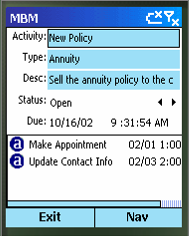 MBM
Activity: New Policy
Type: Annuity
Desc: Sell the annuity policy to the c
Status: Open
Due: 10/16/02 9:31:54 AM
a Make Appointment 02/01 1:00
a Update Contact Info 02/03 2:00
Exit Nav